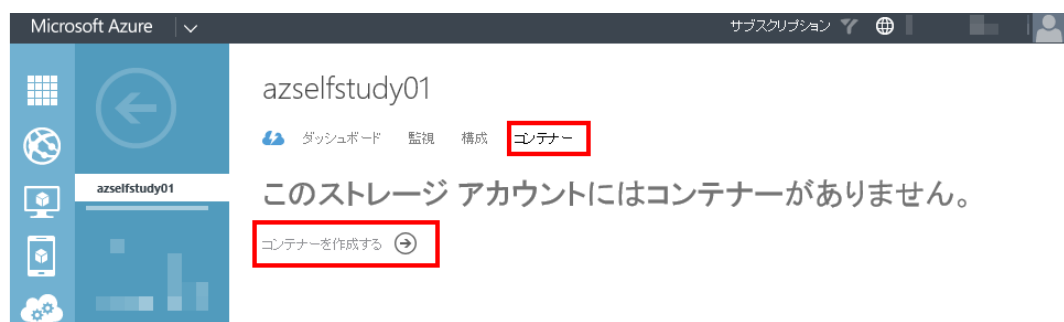 Microsoft Azure
サブスクリプション
azselfstudy01
ダッシュボード 監視 構成 コンテナー
azselfstudy01
このストレージ アカウントにはコンテナーがありません。
コンテナーを作成する